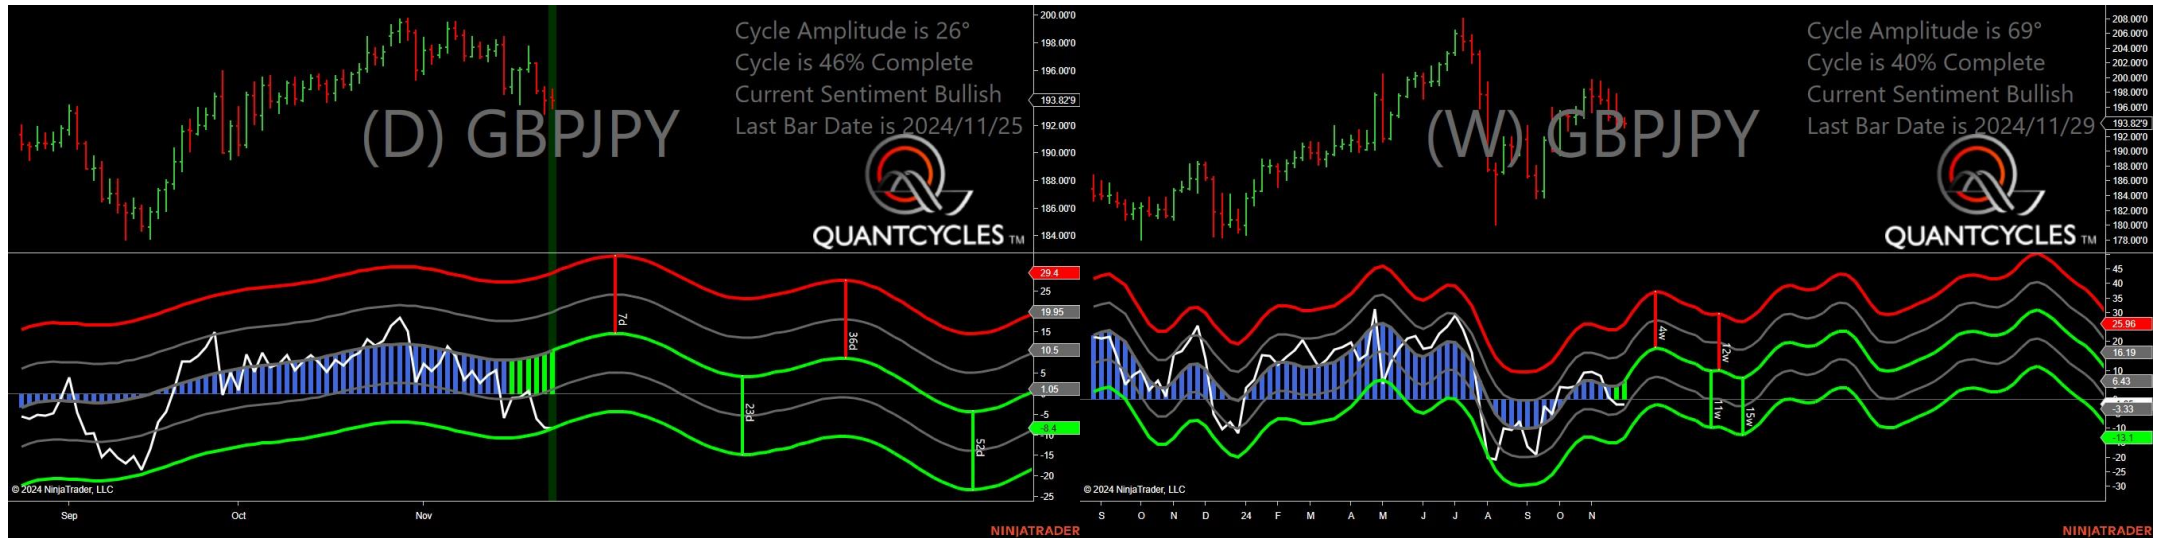 200.00'0
198.00'0
196.00'0
193.82'9
192.00'0
190.00'0
188.00'0
186.00'0
184.00'0
Cycle Amplitude is 26°
Cycle is 46% Complete
Current Sentiment Bullish
Last Bar Date is 2024/11/25
(D) GBPJPY
QUANTCYCLES TM
29.4
25
19.95
15
10.5
5
1.05
-5
-8.4
-10
-15
-20
-25
7d
23d
36d
52d
© 2024 NinjaTrader, LLC
Sep
Oct
Nov
NINJATRADER
208.00'0
206.00'0
204.00'0
202.00'0
200.00'0
198.00'0
196.00'0
193.82'9
192.00'0
190.00'0
188.00'0
186.00'0
184.00'0
182.00'0
180.00'0
178.00'0
Cycle Amplitude is 69°
Cycle is 40% Complete
Current Sentiment Bullish
Last Bar Date is 2024/11/29
(W) GBPJPY
QUANTCYCLES TM
45
40
35
30
25.96
20
16.19
10
6.43
-3.33
-10
-13.1
-20
-25
-30
4w
12w
11w
15w
© 2024 NinjaTrader, LLC
S
O
N
D
24
F
M
A
M
J
J
A
S
O
N
NINJATRADER